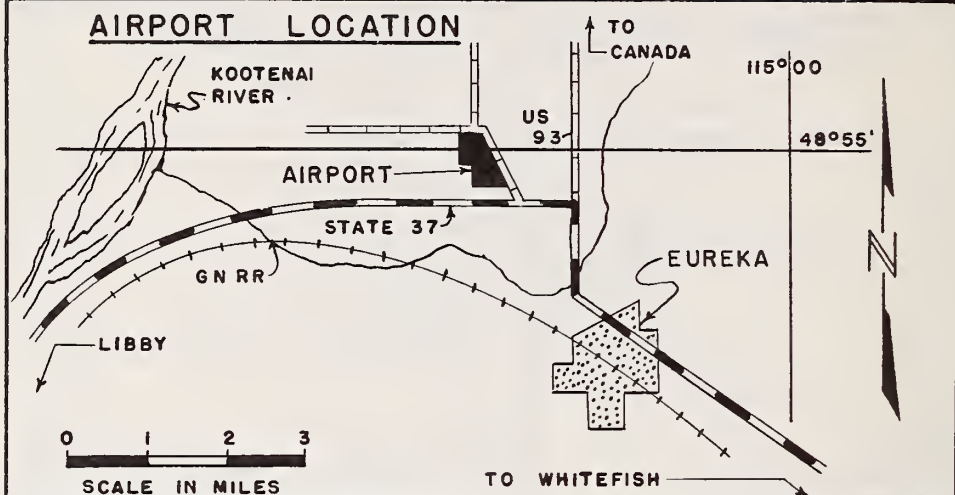 AIRPORT LOCATION
TO
CANADA
KOOTENAI
RIVER.
115°00
US
93
48°55'
AIRPORT
STATE 37
GN RR
EUREKA
N
LIBBY
0 1 2 3
SCALE IN MILES
TO WHITEFISH